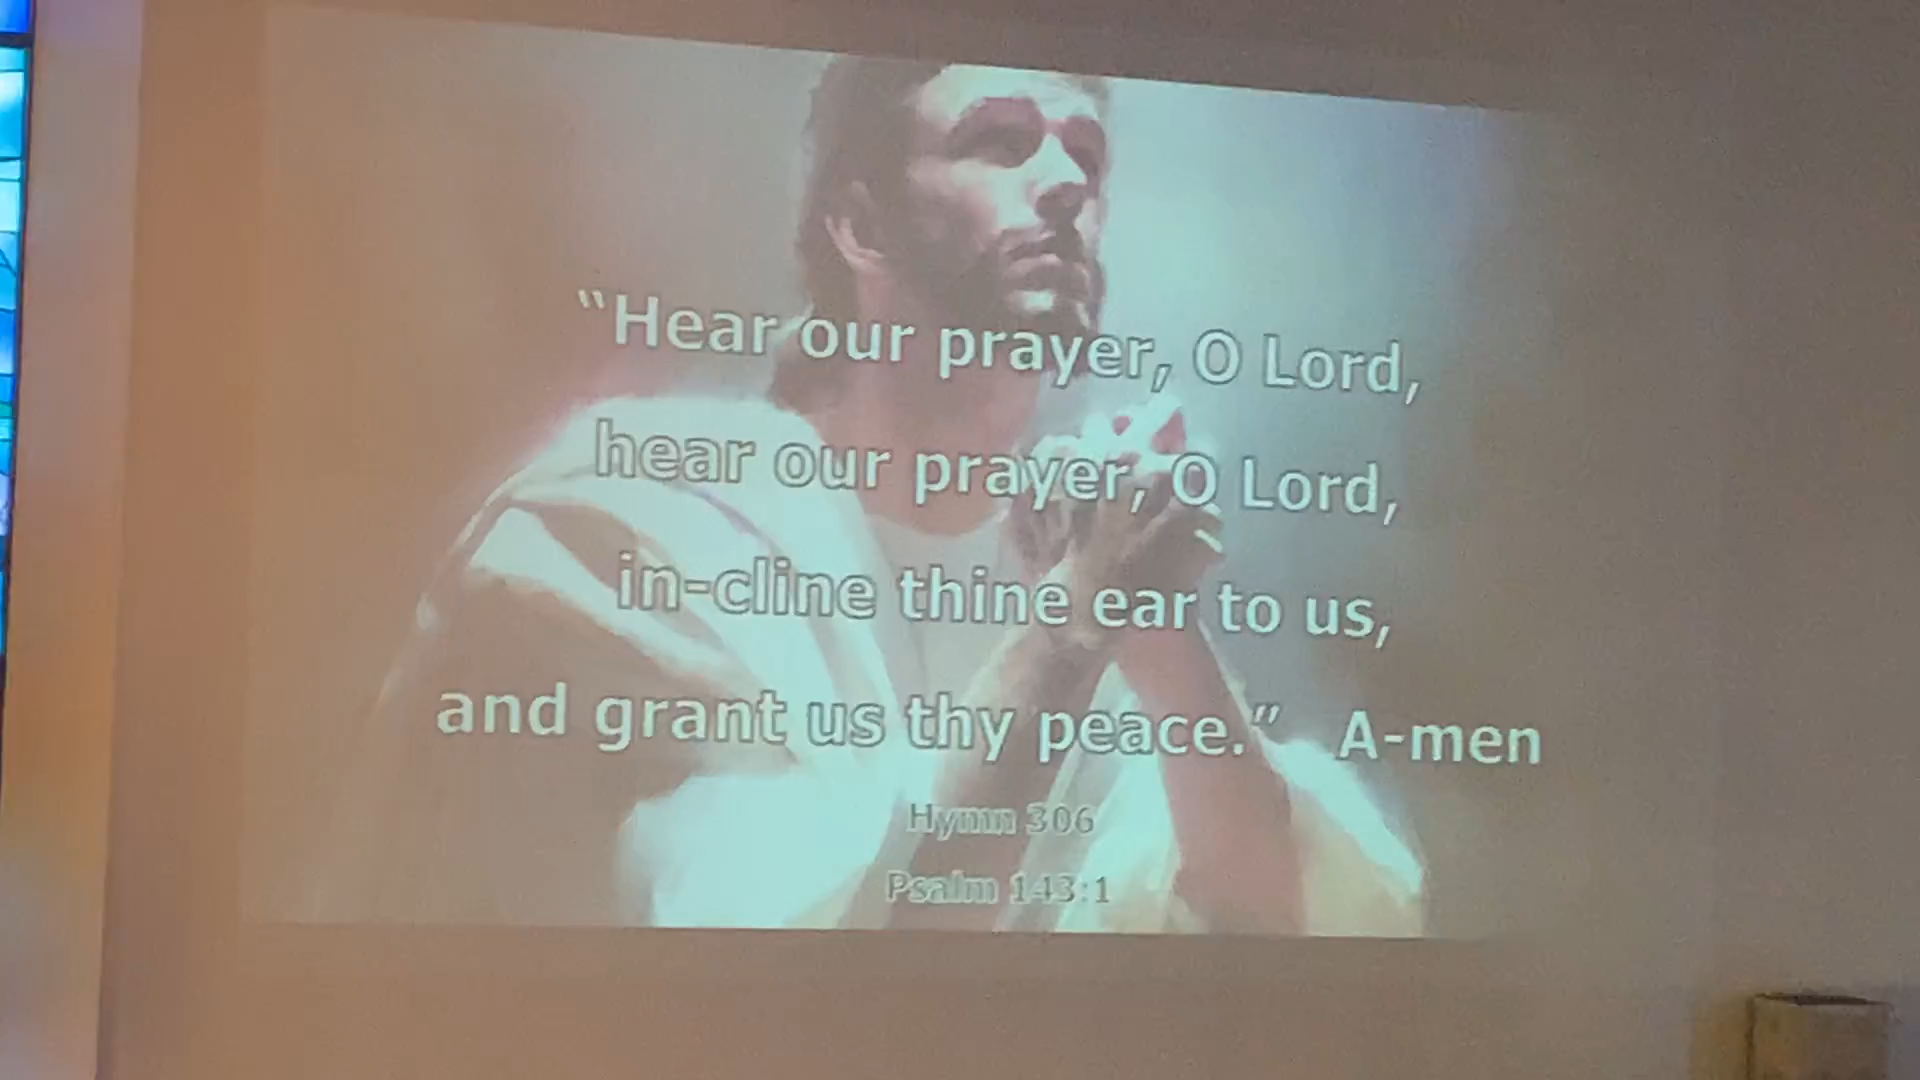 “Hear our prayer, O Lord,
hear our prayer, O Lord,
in-cline thine ear to us,
and grant us thy peace.” A-men
Hymn 306
Psalm 143:1